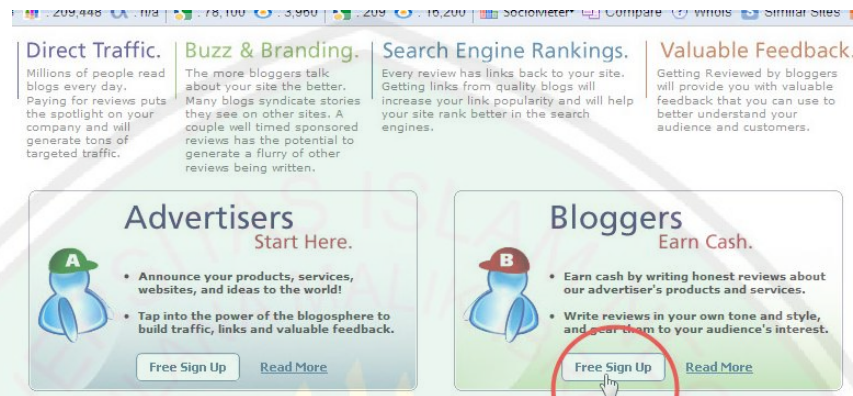 209,448 : n/a : 78,100 : 3,960 : 209 : 16,200 SocioMeter Compare Whois Similar Sites
Direct Traffic.
Millions of people read
blogs every day.
Paying for reviews puts
the spotlight on your
company and will
generate tons of
targeted traffic.
Buzz & Branding.
The more bloggers talk
about your site the better.
Many blogs syndicate stories
they see on other sites. A
couple well timed sponsored
reviews has the potential to
generate a flurry of other
reviews being written.
Search Engine Rankings.
Every review has links back to your site.
Getting links from quality blogs will
increase your link popularity and will help
your site rank better in the search
engines.
Valuable Feedback.
Getting Reviewed by bloggers
will provide you with valuable
feedback that you can use to
better understand your
audience and customers.
Advertisers
Start Here.
A
• Announce your products, services,
websites, and ideas to the world!
• Tap into the power of the blogosphere to
build traffic, links and valuable feedback.
Free Sign Up Read More
Bloggers
Earn Cash.
B
• Earn cash by writing honest reviews about
our advertiser's products and services.
• Write reviews in your own tone and style,
and gear them to your audience's interest.
Free Sign Up Read More